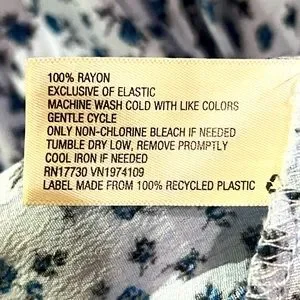 100% RAYON
EXCLUSIVE OF ELASTIC
MACHINE WASH COLD WITH LIKE COLORS
GENTLE CYCLE
ONLY NON-CHLORINE BLEACH IF NEEDED
TUMBLE DRY LOW, REMOVE PROMPTLY
COOL IRON IF NEEDED
RN17730 VN1974109
LABEL MADE FROM 100% RECYCLED PLASTIC